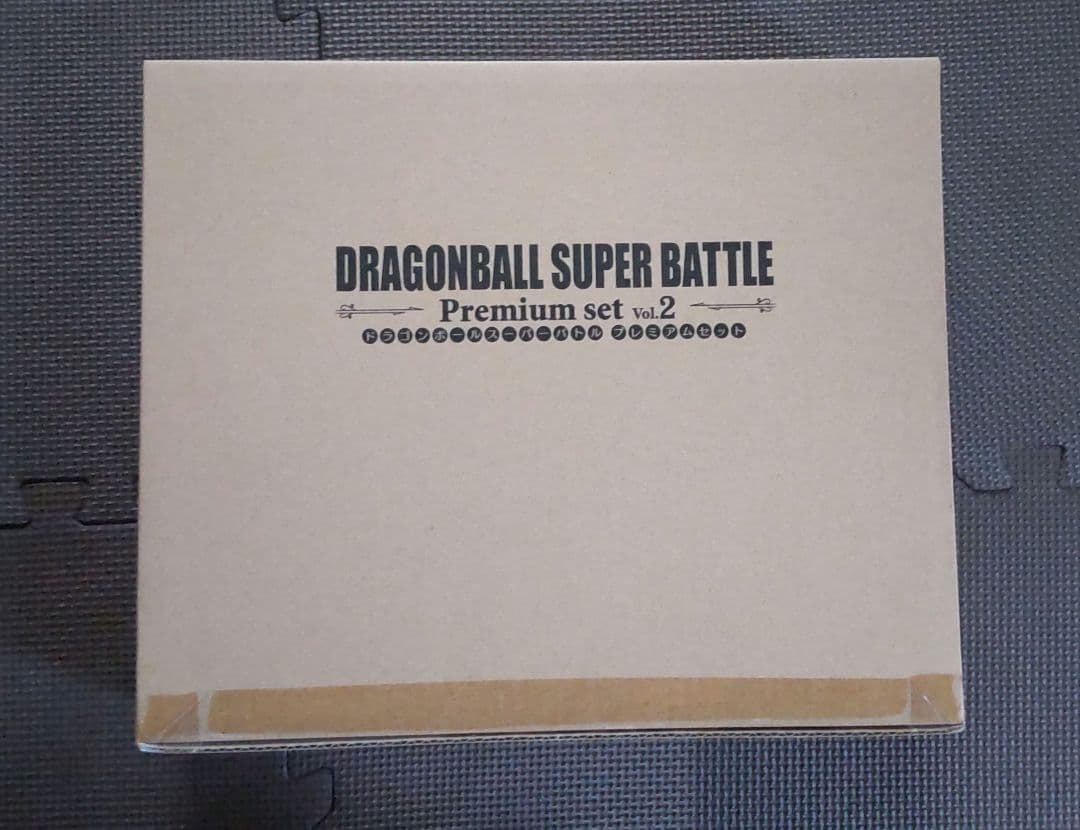 DRAGONBALL SUPER BATTLE
Premium set Vol.2
ドラゴンボールスーパーバトル プレミアムセット